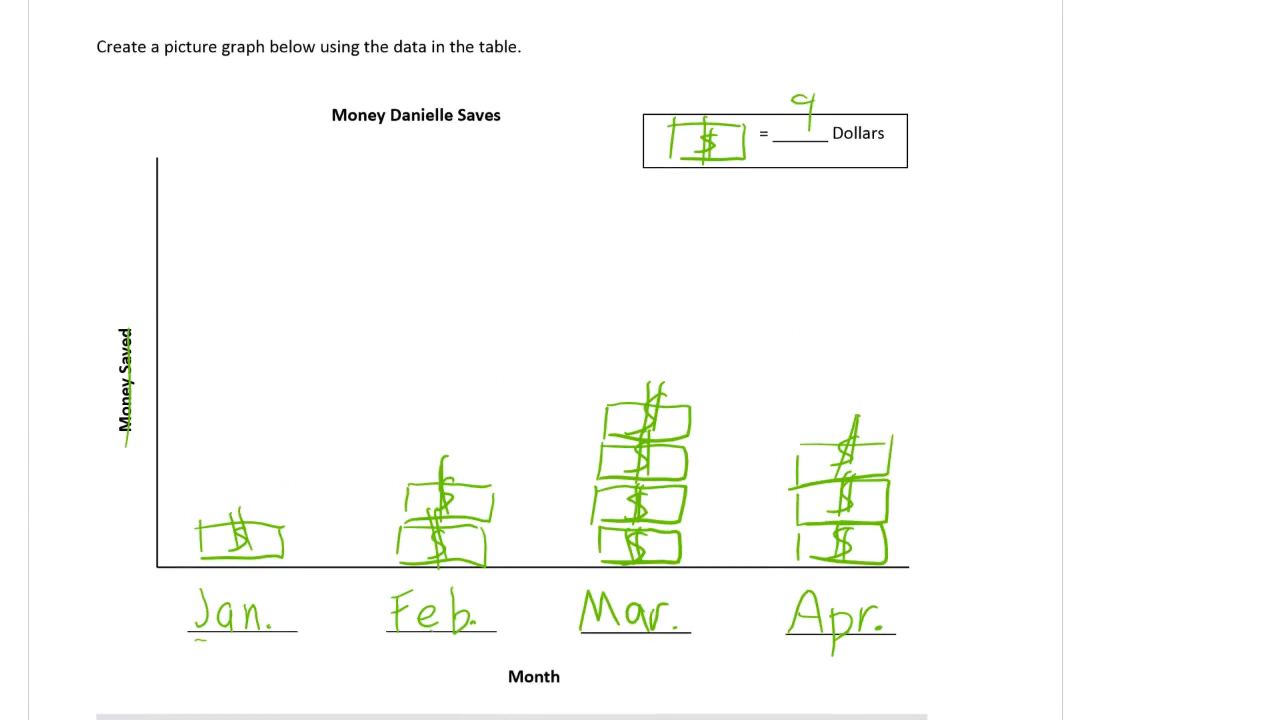 Create a picture graph below using the data in the table.
Money Danielle Saves
$ = 9 Dollars
Money Saved
$
$
$
$
$
$
$
$
$
$
Jan. Feb. Mar. Apr.
Month